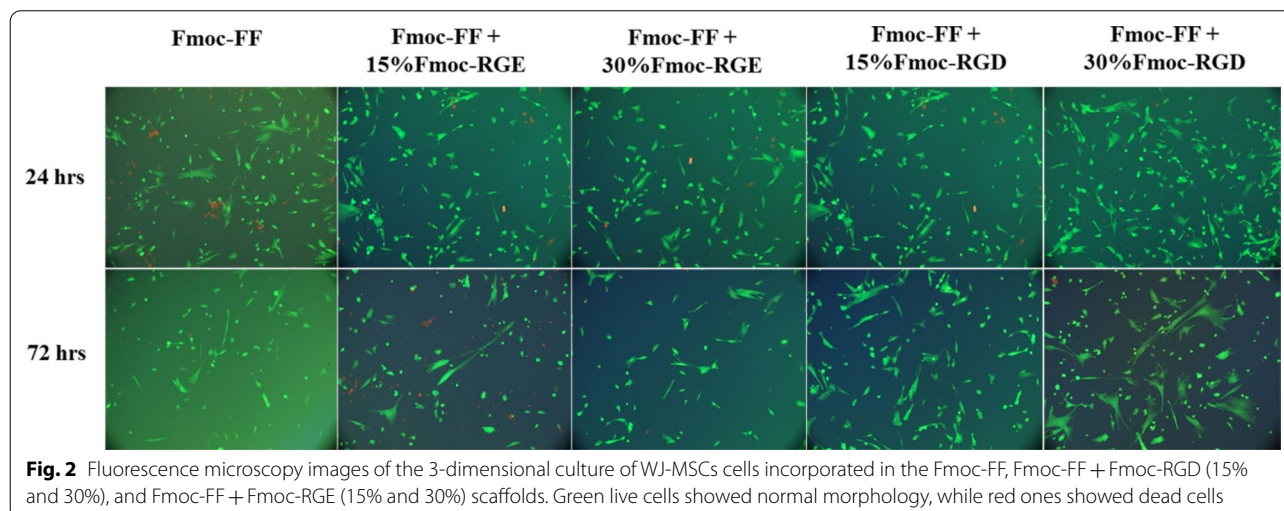 Fmoc-FF
Fmoc-FF +
15%Fmoc-RGE
Fmoc-FF +
30%Fmoc-RGE
Fmoc-FF +
15%Fmoc-RGD
Fmoc-FF +
30%Fmoc-RGD
24 hrs
72 hrs
Fig. 2 Fluorescence microscopy images of the 3-dimensional culture of WJ-MSCs cells incorporated in the Fmoc-FF, Fmoc-FF + Fmoc-RGD (15%
and 30%), and Fmoc-FF + Fmoc-RGE (15% and 30%) scaffolds. Green live cells showed normal morphology, while red ones showed dead cells